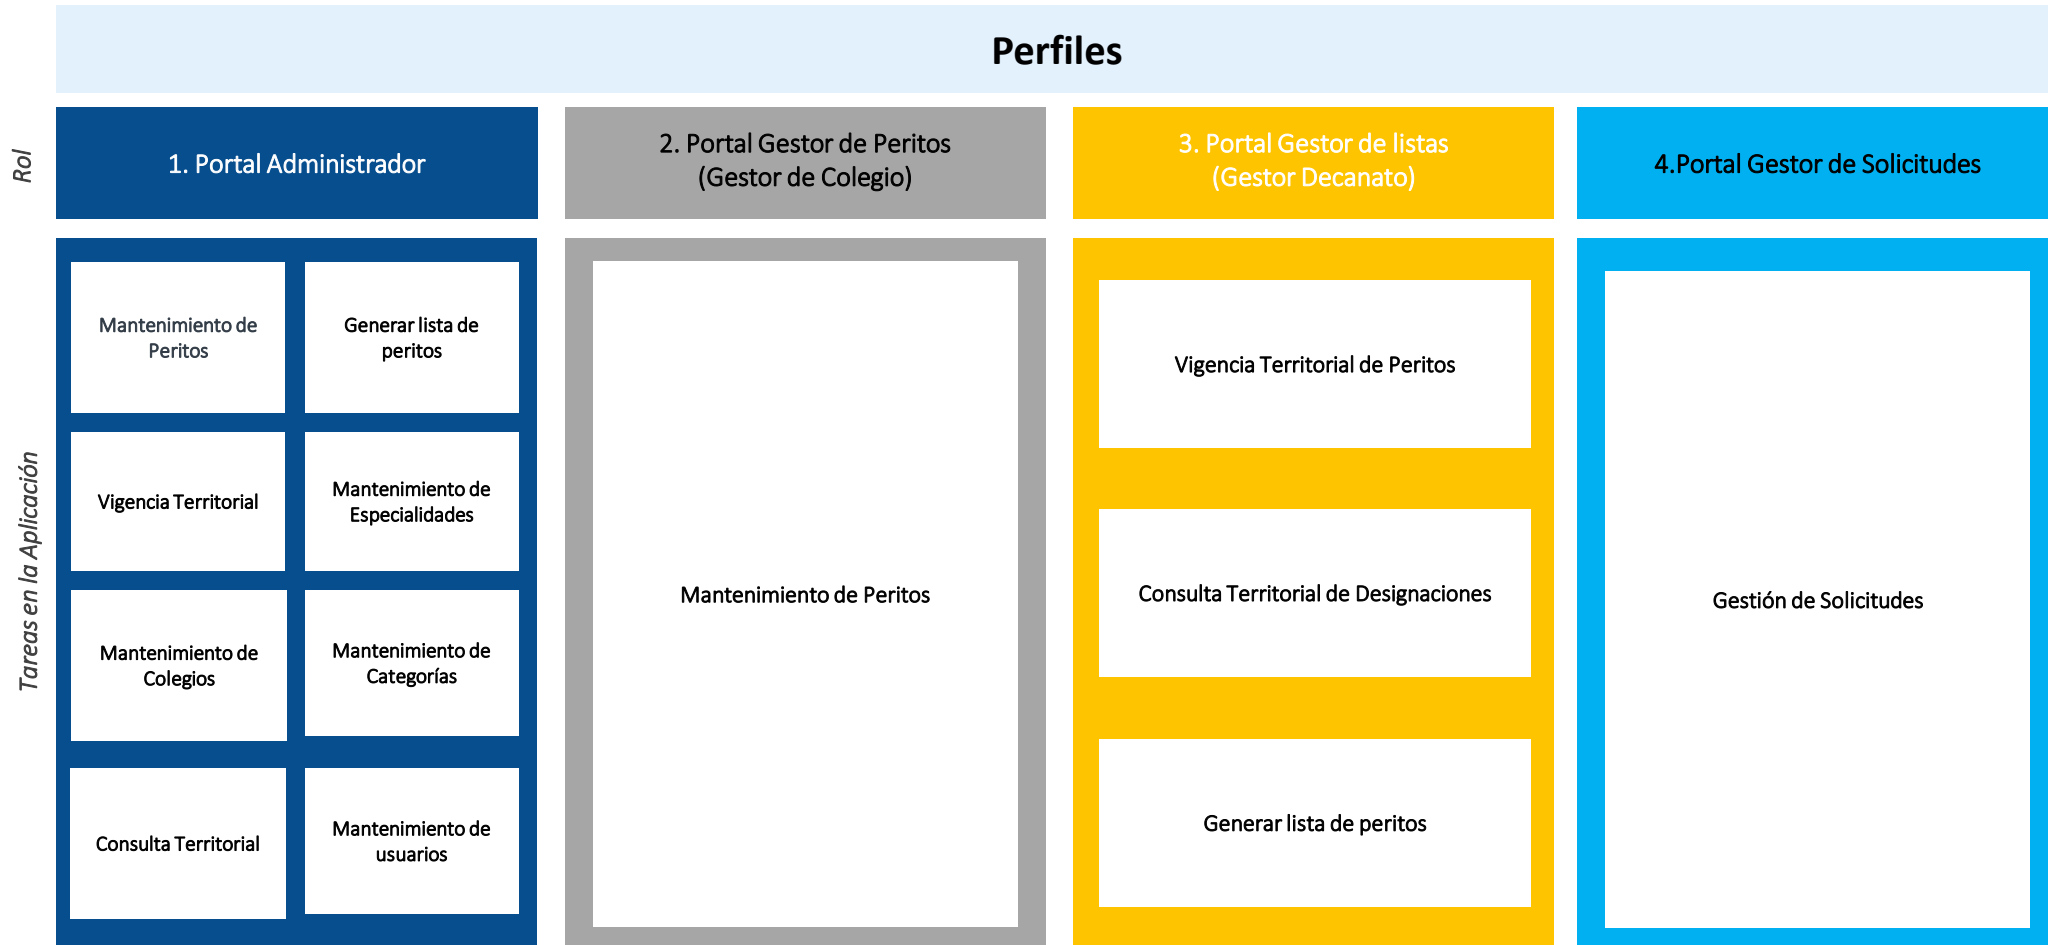 Perfiles
Rol
1. Portal Administrador
2. Portal Gestor de Peritos
(Gestor de Colegio)
3. Portal Gestor de listas
(Gestor Decanato)
4.Portal Gestor de Solicitudes
Tareas en la Aplicación
Mantenimiento de
Peritos
Generar lista de
peritos
Vigencia Territorial
Mantenimiento de
Especialidades
Mantenimiento de
Colegios
Mantenimiento de
Categorías
Consulta Territorial
Mantenimiento de
usuarios
Mantenimiento de Peritos
Vigencia Territorial de Peritos
Consulta Territorial de Designaciones
Generar lista de peritos
Gestión de Solicitudes